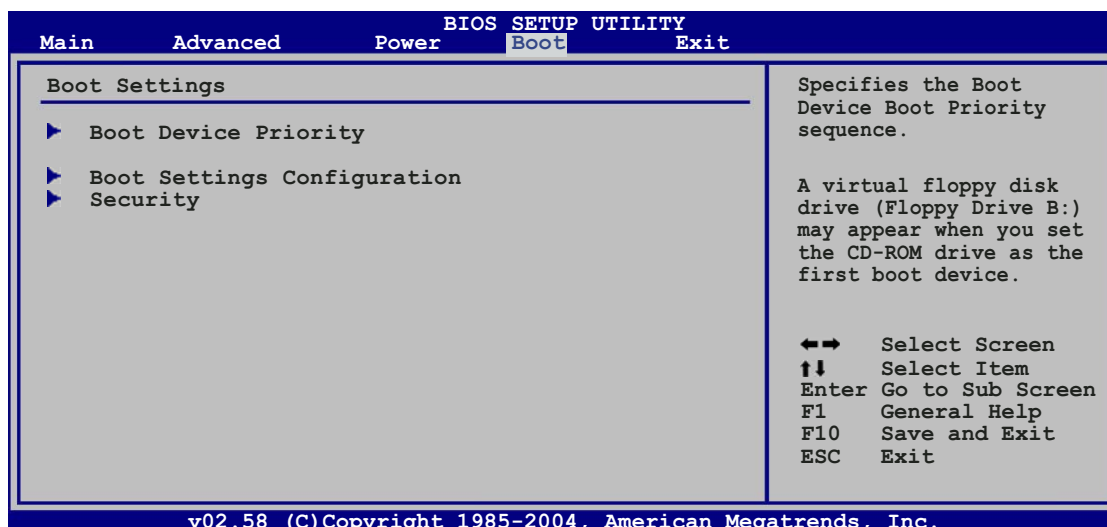 BIOS SETUP UTILITY
Main Advanced Power Boot Exit
Boot Settings
Boot Device Priority
Boot Settings Configuration
Security
Specifies the Boot
Device Boot Priority
sequence.
A virtual floppy disk
drive (Floppy Drive B:)
may appear when you set
the CD-ROM drive as the
first boot device.
Select Screen
Select Item
Enter Go to Sub Screen
F1 General Help
F10 Save and Exit
ESC Exit
v02.58 (C)Copyright 1985-2004, American Megatrends, Inc.